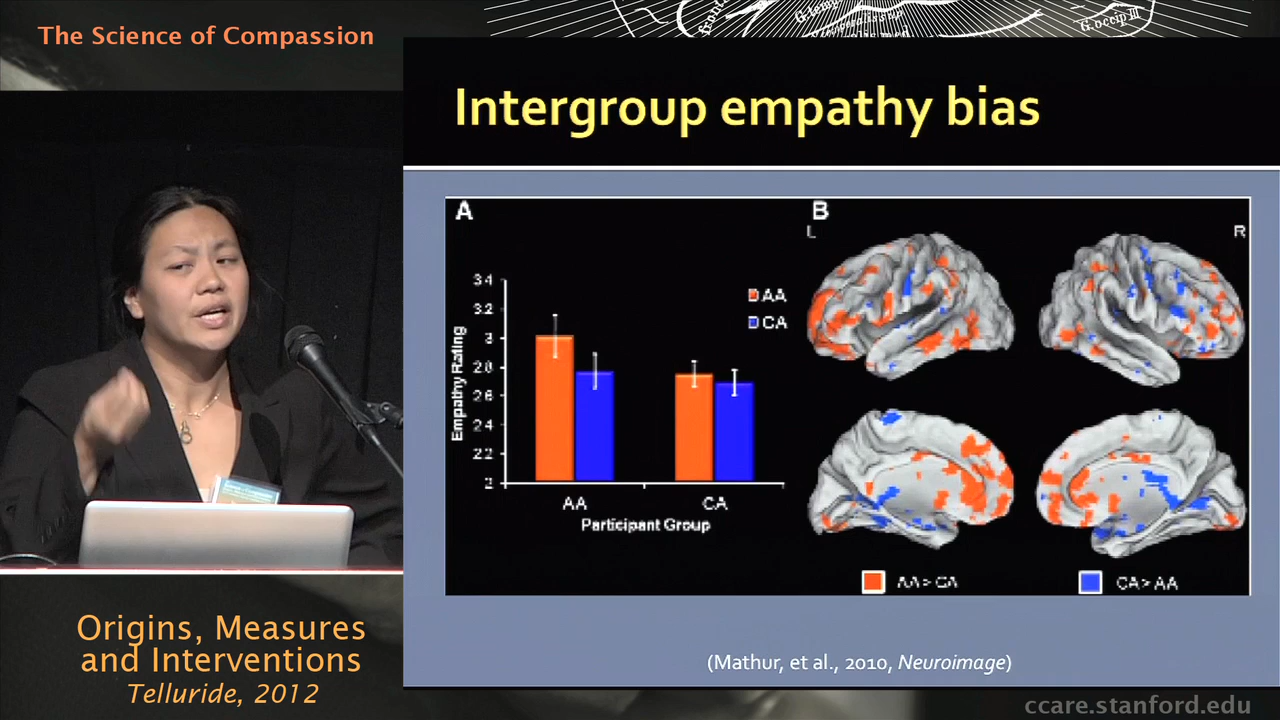 The Science of Compassion
G.occip III
Intergroup empathy bias
A
B
L
R
3.4
3.2
3
2.8
2.6
2.4
2.2
2
Empathy Rating
AA
CA
AA
CA
Participant Group
AA > CA
CA > AA
(Mathur, et al., 2010, Neuroimage)
Origins, Measures
and Interventions
Telluride, 2012
ccare.stanford.edu